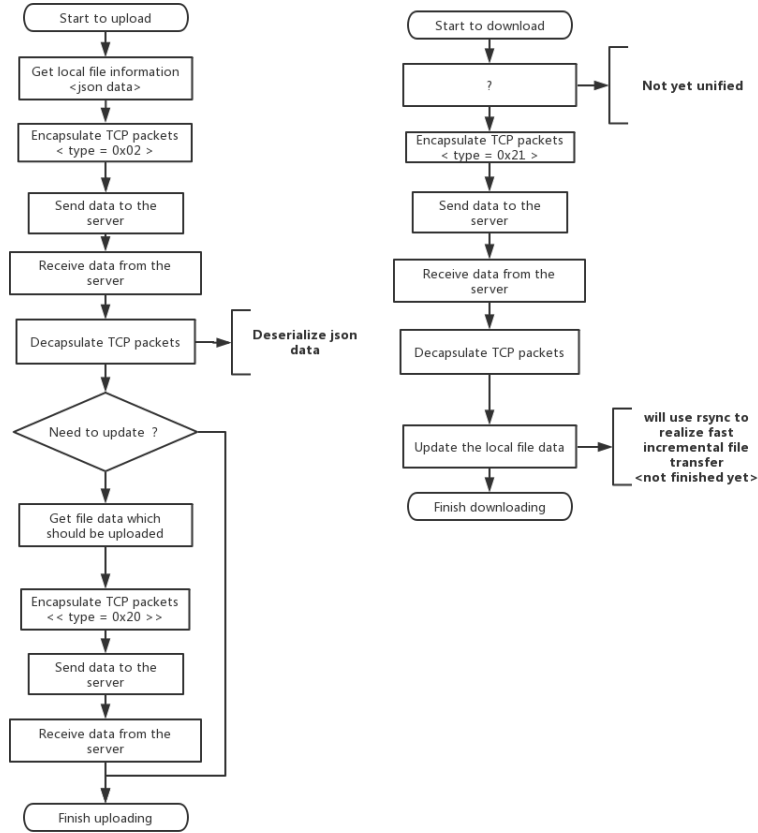 Start to upload
Get local file information
<json data>
Encapsulate TCP packets
< type = 0x02 >
Send data to the
server
Receive data from the
server
Decapsulate TCP packets
Deserialize json
data
Need to update ?
Get file data which
should be uploaded
Encapsulate TCP packets
<< type = 0x20 >>
Send data to the
server
Receive data from the
server
Finish uploading
Start to download
?
Not yet unified
Encapsulate TCP packets
< type = 0x21 >
Send data to the
server
Receive data from the
server
Decapsulate TCP packets
Update the local file data
will use rsync to
realize fast
incremental file
transfer
<not finished yet>
Finish downloading